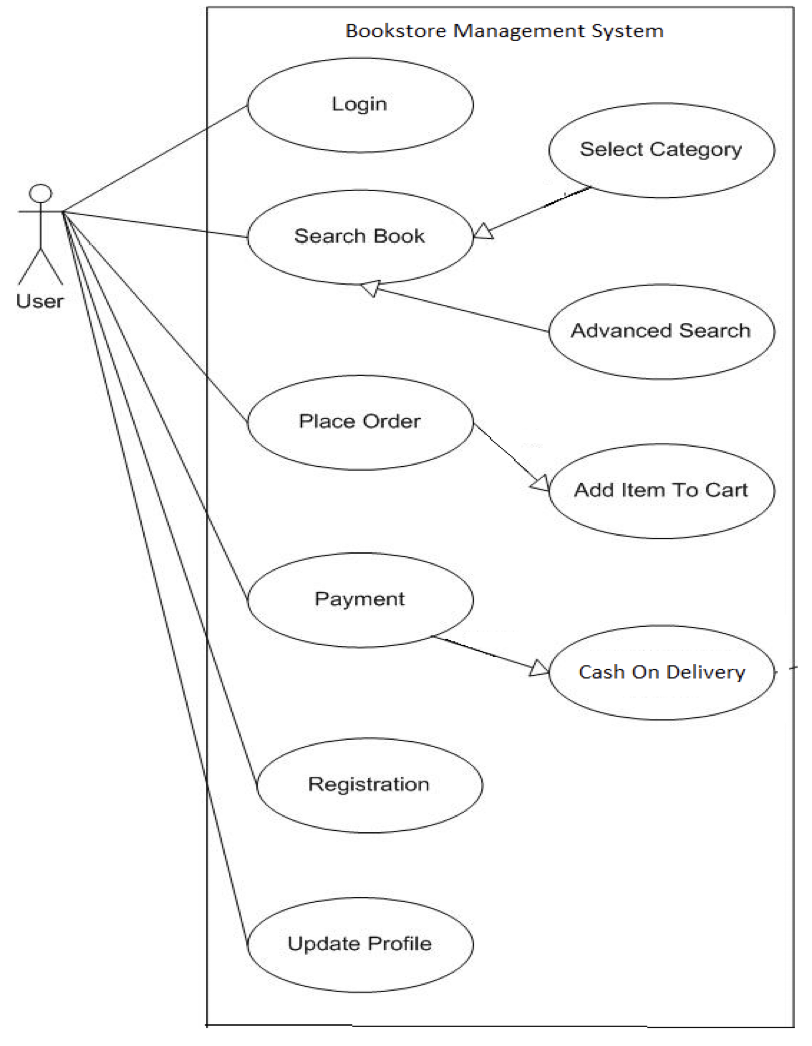 Bookstore Management System
Login
Select Category
Search Book
User
Advanced Search
Place Order
Add Item To Cart
Payment
Cash On Delivery
Registration
Update Profile